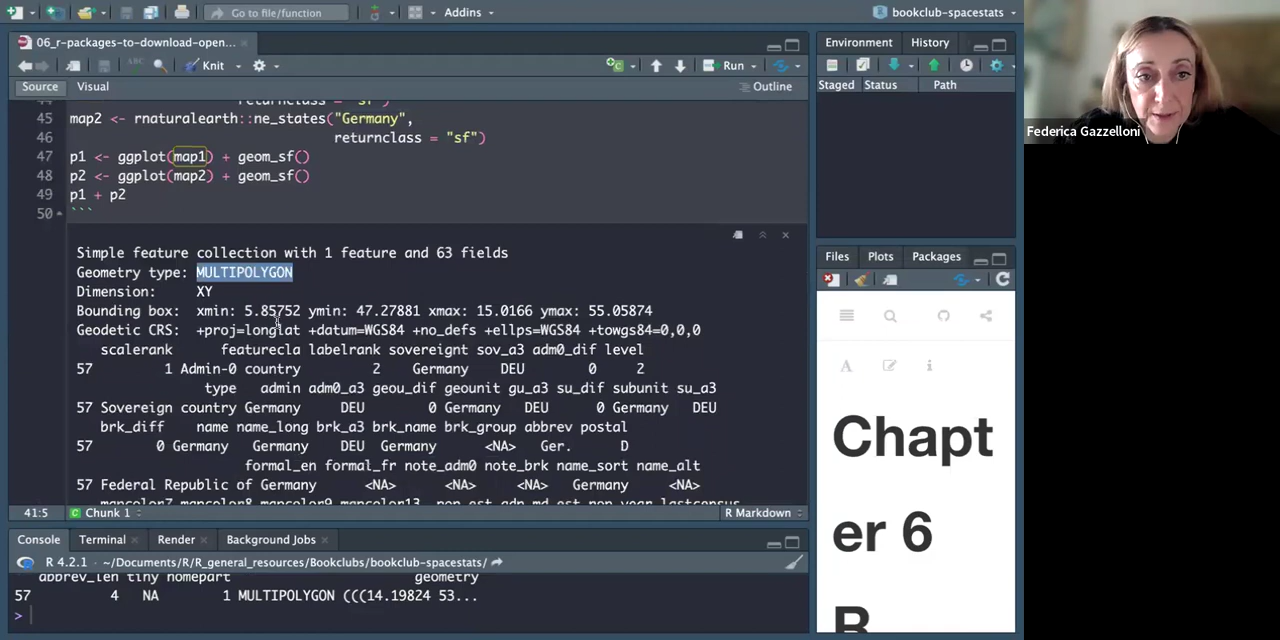 Go to file/function
Addins
bookclub-spacestats
06_r-packages-to-download-open...
Knit
Run
Source
Visual
Outline
returnclass = "sf")
45 map2 <- rnaturalearth::ne_states("Germany",
46 returnclass = "sf")
47 p1 <- ggplot(map1) + geom_sf()
48 p2 <- ggplot(map2) + geom_sf()
49 p1 + p2
50 ```
Simple feature collection with 1 feature and 63 fields
Geometry type: MULTIPOLYGON
Dimension: XY
Bounding box: xmin: 5.85752 ymin: 47.27881 xmax: 15.0166 ymax: 55.05874
Geodetic CRS: +proj=longlat +datum=WGS84 +no_defs +ellps=WGS84 +towgs84=0,0,0
scalerank featurecla labelrank sovereignt sov_a3 adm0_dif level
57 1 Admin-0 country 2 Germany DEU 0 2
type admin adm0_a3 geou_dif geounit gu_a3 su_dif subunit su_a3
57 Sovereign country Germany DEU 0 Germany DEU 0 Germany DEU
brk_diff name name_long brk_a3 brk_name brk_group abbrev postal
57 0 Germany Germany DEU Germany <NA> Ger. D
formal_en formal_fr note_adm0 note_brk name_sort name_alt
57 Federal Republic of Germany <NA> <NA> <NA> Germany <NA>
mapcolor7 mapcolor8 mapcolor9 mapcolor13 pop_est gdp_md_est pop_year lastcensus
41:5
Chunk 1
R Markdown
Console
Terminal
Render
Background Jobs
R 4.2.1 · ~/Documents/R/R_general_resources/Bookclubs/bookclub-spacestats/
abbrev_len tiny homepart geometry
57 4 NA 1 MULTIPOLYGON (((14.19824 53...
>
Environment
History
Staged
Status
Path
Files
Plots
Packages
A
i
Chapt
er 6
R
Federica Gazzelloni